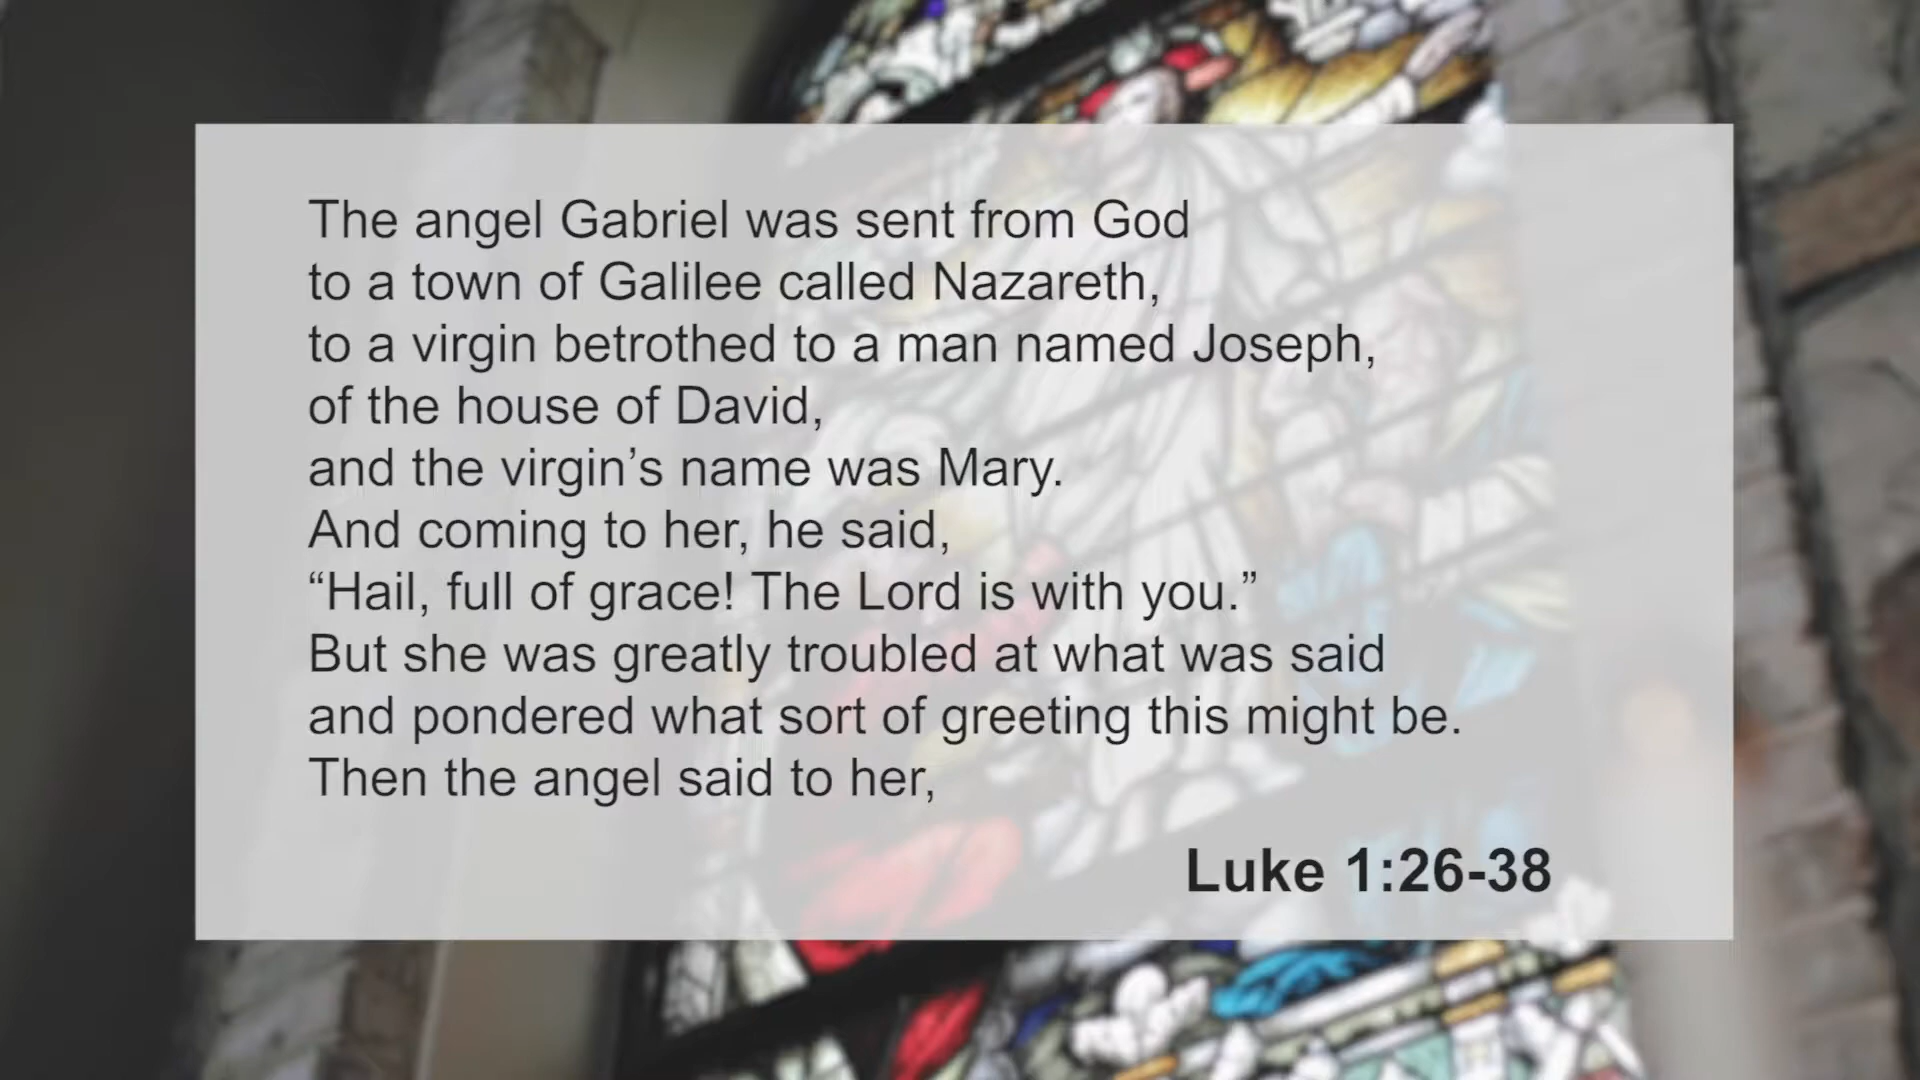 The angel Gabriel was sent from God
to a town of Galilee called Nazareth,
to a virgin betrothed to a man named Joseph,
of the house of David,
and the virgin’s name was Mary.
And coming to her, he said,
“Hail, full of grace! The Lord is with you.”
But she was greatly troubled at what was said
and pondered what sort of greeting this might be.
Then the angel said to her,
Luke 1:26-38